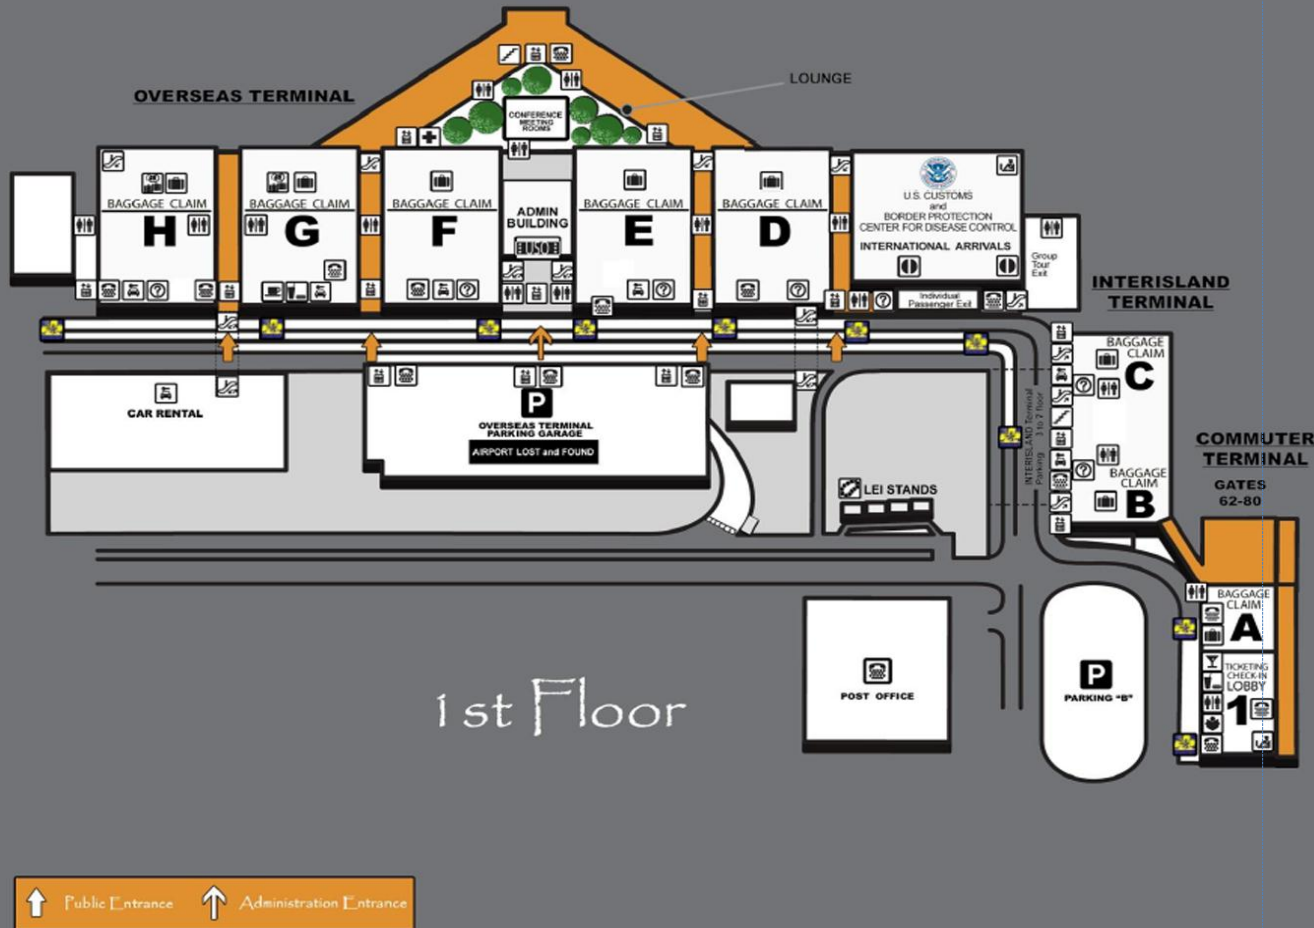 LOUNGE
OVERSEAS TERMINAL
CONFERENCE
MEETING
ROOMS
BAGGAGE CLAIM
H
BAGGAGE CLAIM
G
BAGGAGE CLAIM
F
ADMIN
BUILDING
USO
BAGGAGE CLAIM
E
BAGGAGE CLAIM
D
U.S. CUSTOMS
and
BORDER PROTECTION
CENTER FOR DISEASE CONTROL
INTERNATIONAL ARRIVALS
Individual
Passenger Exit
Group
Tour
Exit
INTERISLAND
TERMINAL
BAGGAGE
CLAIM
C
INTERISLAND Terminal
Parking 3 to 7 floor
BAGGAGE
CLAIM
B
COMMUTER
TERMINAL
GATES
62-80
CAR RENTAL
P
OVERSEAS TERMINAL
PARKING GARAGE
AIRPORT LOST and FOUND
LEI STANDS
BAGGAGE
CLAIM
A
TICKETING
CHECK-IN
LOBBY
1
POST OFFICE
P
PARKING "B"
1st Floor
Public Entrance
Administration Entrance